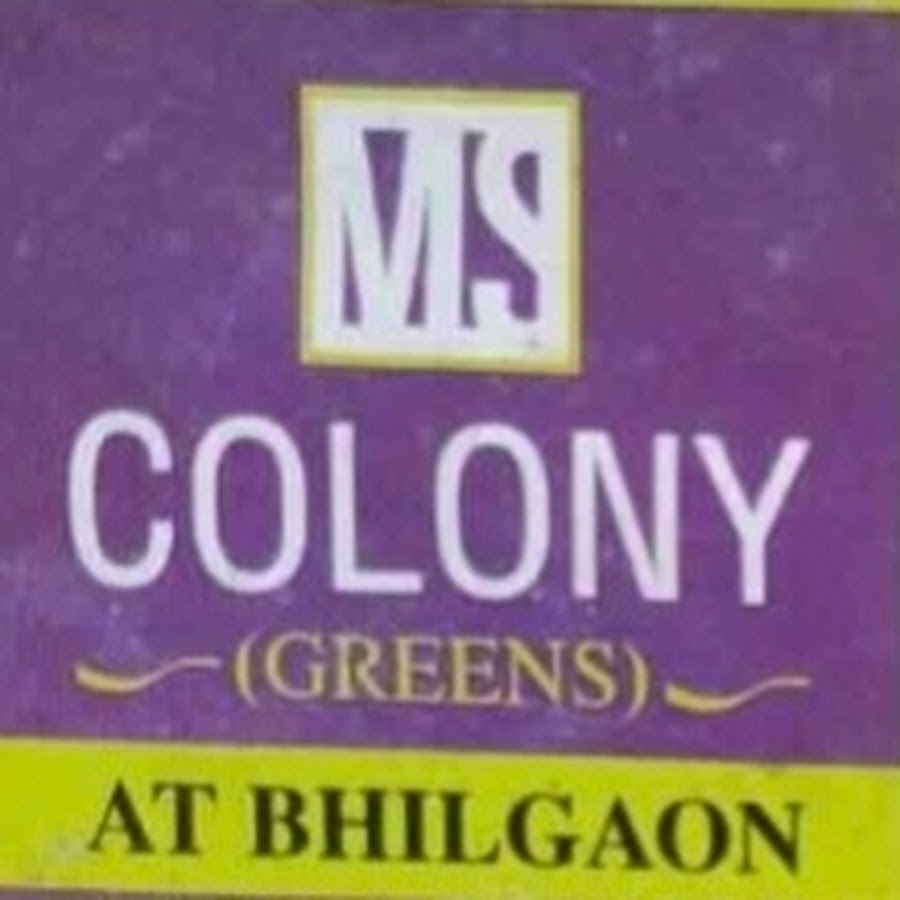 MS
COLONY
(GREENS)
AT BHILGAON